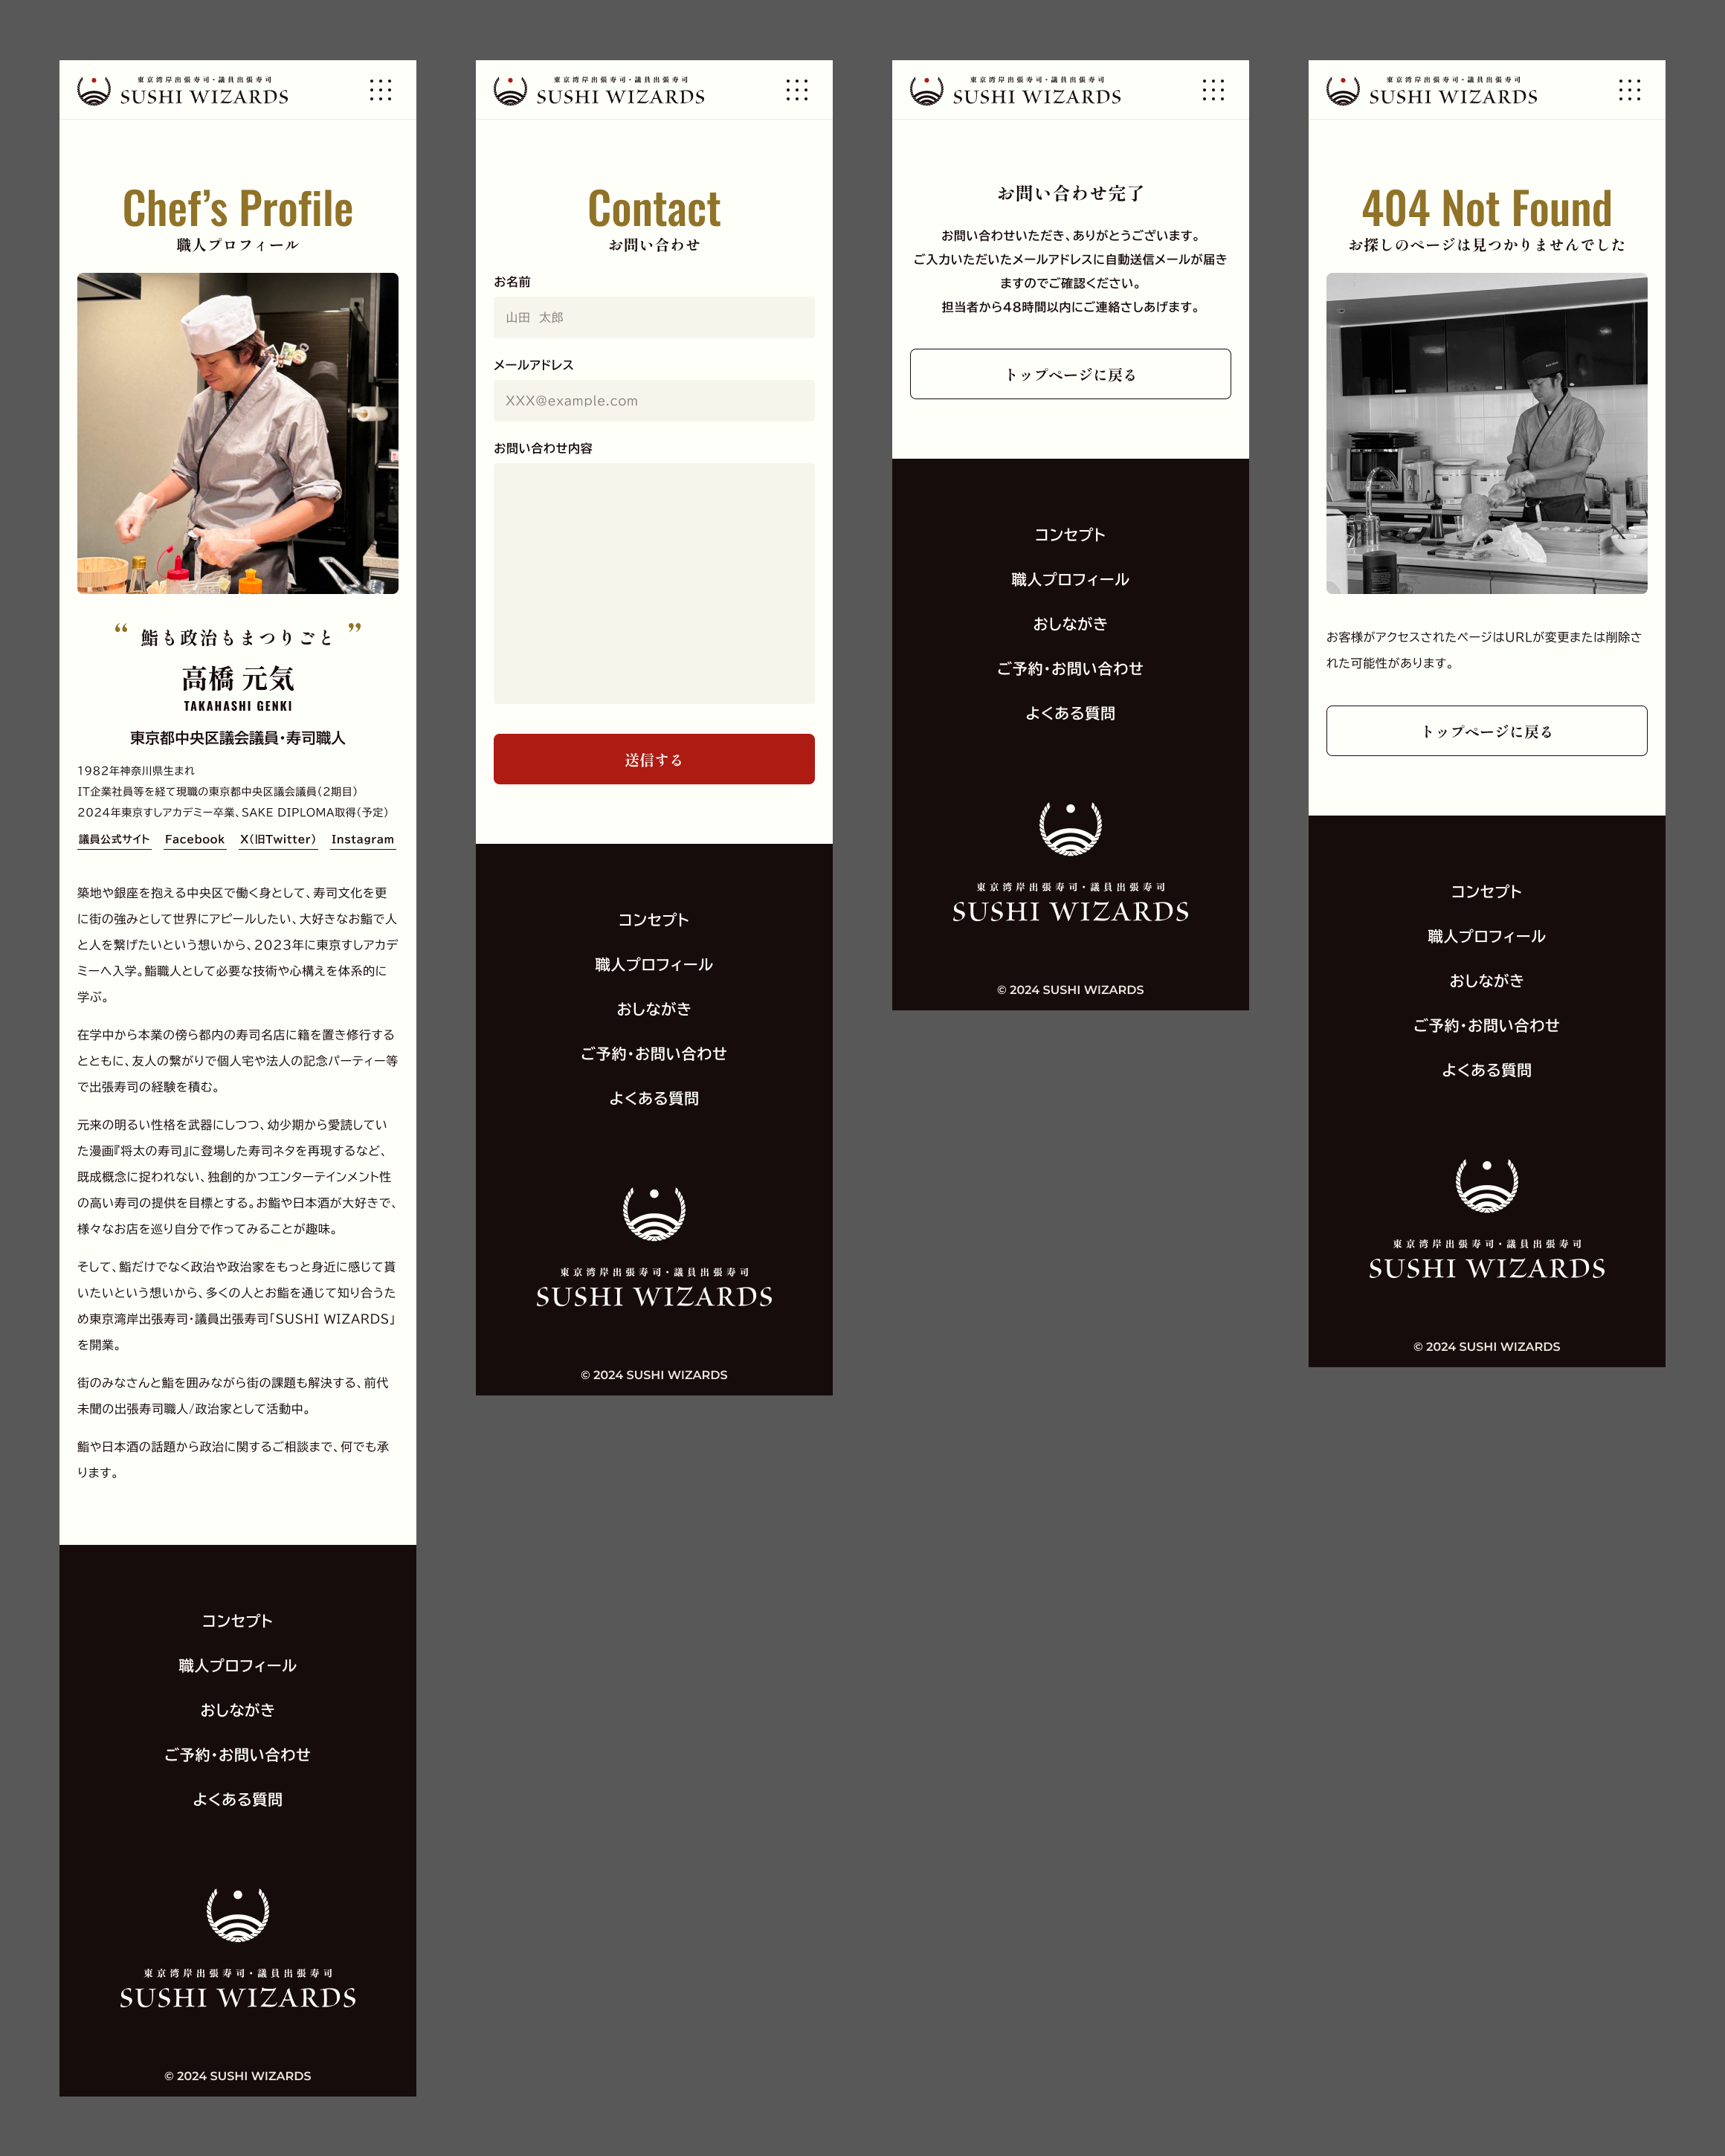 東京湾岸出張寿司・議員出張寿司
SUSHI WIZARDS
Chef’s Profile
職人プロフィール
“ 鮨も政治もまつりごと ”
高橋 元気
TAKAHASHI GENKI
東京都中央区議会議員・寿司職人
1982年神奈川県生まれ
IT企業社員等を経て現職の東京都中央区議会議員（2期目）
2024年東京すしアカデミー卒業、SAKE DIPLOMA取得（予定）
議員公式サイト Facebook X（旧Twitter） Instagram
築地や銀座を抱える中央区で働く身として、寿司文化を更
に街の強みとして世界にアピールしたい、大好きなお鮨で人
と人を繋げたいという想いから、2023年に東京すしアカデ
ミーへ入学。鮨職人として必要な技術や心構えを体系的に
学ぶ。
在学中から本業の傍ら都内の寿司名店に籍を置き修行する
とともに、友人の繋がりで個人宅や法人の記念パーティー等
で出張寿司の経験を積む。
元来の明るい性格を武器にしつつ、幼少期から愛読してい
た漫画『将太の寿司』に登場した寿司ネタを再現するなど、
既成概念に捉われない、独創的かつエンターテインメント性
の高い寿司の提供を目標とする。お鮨や日本酒が大好きで、
様々なお店を巡り自分で作ってみることが趣味。
そして、鮨だけでなく政治や政治家をもっと身近に感じて貰
いたいという想いから、多くの人とお鮨を通じて知り合うた
め東京湾岸出張寿司・議員出張寿司「SUSHI WIZARDS」
を開業。
街のみなさんと鮨を囲みながら街の課題も解決する、前代
未聞の出張寿司職人/政治家として活動中。
鮨や日本酒の話題から政治に関するご相談まで、何でも承
ります。
コンセプト
職人プロフィール
おしながき
ご予約・お問い合わせ
よくある質問
東京湾岸出張寿司・議員出張寿司
SUSHI WIZARDS
© 2024 SUSHI WIZARDS
東京湾岸出張寿司・議員出張寿司
SUSHI WIZARDS
Contact
お問い合わせ
お名前
山田 太郎
メールアドレス
XXX@example.com
お問い合わせ内容
送信する
コンセプト
職人プロフィール
おしながき
ご予約・お問い合わせ
よくある質問
東京湾岸出張寿司・議員出張寿司
SUSHI WIZARDS
© 2024 SUSHI WIZARDS
東京湾岸出張寿司・議員出張寿司
SUSHI WIZARDS
お問い合わせ完了
お問い合わせいただき、ありがとうございます。
ご入力いただいたメールアドレスに自動送信メールが届き
ますのでご確認ください。
担当者から48時間以内にご連絡さしあげます。
トップページに戻る
コンセプト
職人プロフィール
おしながき
ご予約・お問い合わせ
よくある質問
東京湾岸出張寿司・議員出張寿司
SUSHI WIZARDS
© 2024 SUSHI WIZARDS
東京湾岸出張寿司・議員出張寿司
SUSHI WIZARDS
404 Not Found
お探しのページは見つかりませんでした
お客様がアクセスされたページはURLが変更または削除さ
れた可能性があります。
トップページに戻る
コンセプト
職人プロフィール
おしながき
ご予約・お問い合わせ
よくある質問
東京湾岸出張寿司・議員出張寿司
SUSHI WIZARDS
© 2024 SUSHI WIZARDS